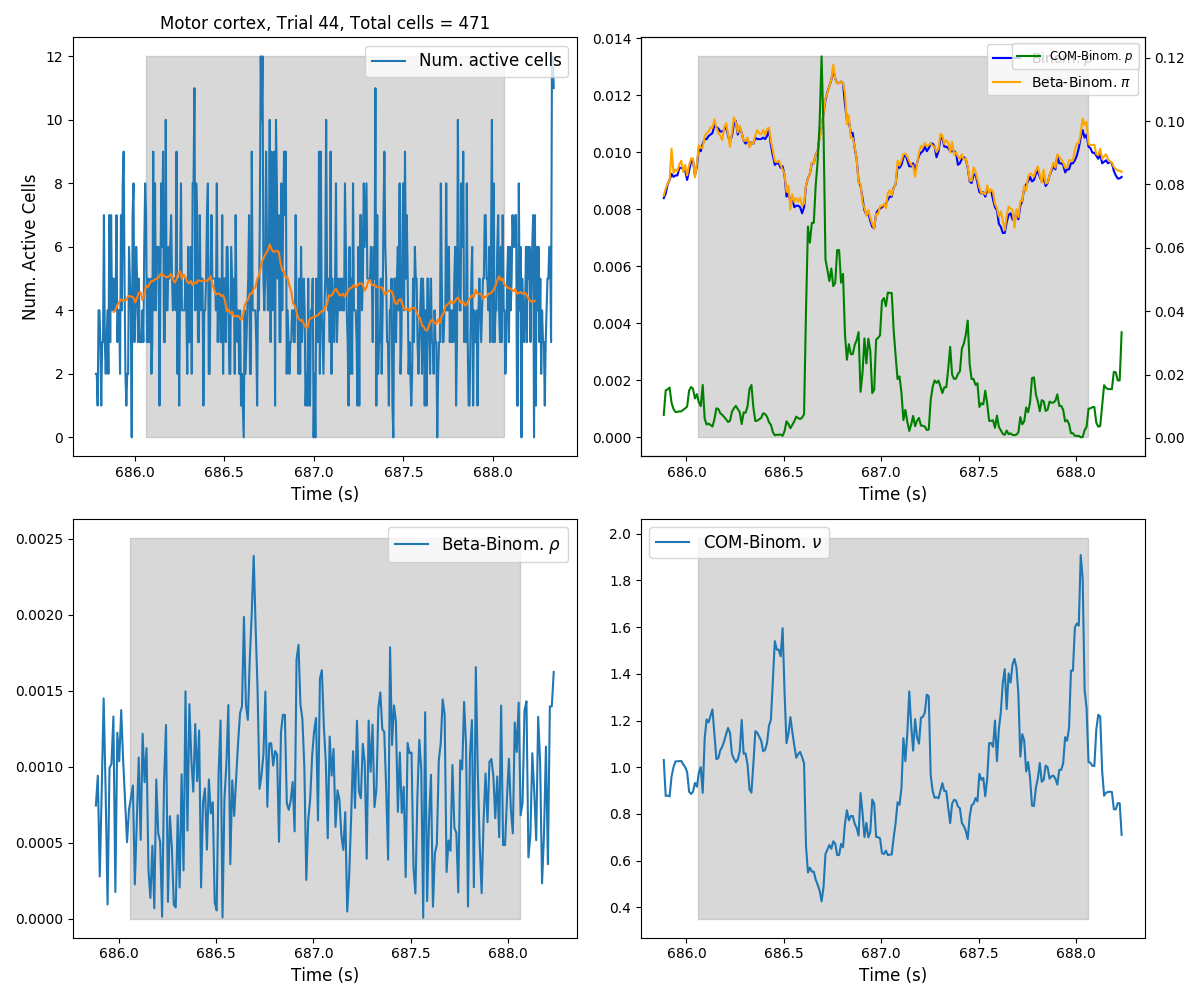 Motor cortex, Trial 44, Total cells = 471
Num. active cells
12
10
8
6
4
2
0
Num. Active Cells
686.0 686.5 687.0 687.5 688.0
Time (s)
COM-Binom. p
Beta-Binom. π
0.014
0.012
0.010
0.008
0.006
0.004
0.002
0.000
0.12
0.10
0.08
0.06
0.04
0.02
0.00
686.0 686.5 687.0 687.5 688.0
Time (s)
Beta-Binom. ρ
0.0025
0.0020
0.0015
0.0010
0.0005
0.0000
686.0 686.5 687.0 687.5 688.0
Time (s)
COM-Binom. ν
2.0
1.8
1.6
1.4
1.2
1.0
0.8
0.6
0.4
686.0 686.5 687.0 687.5 688.0
Time (s)